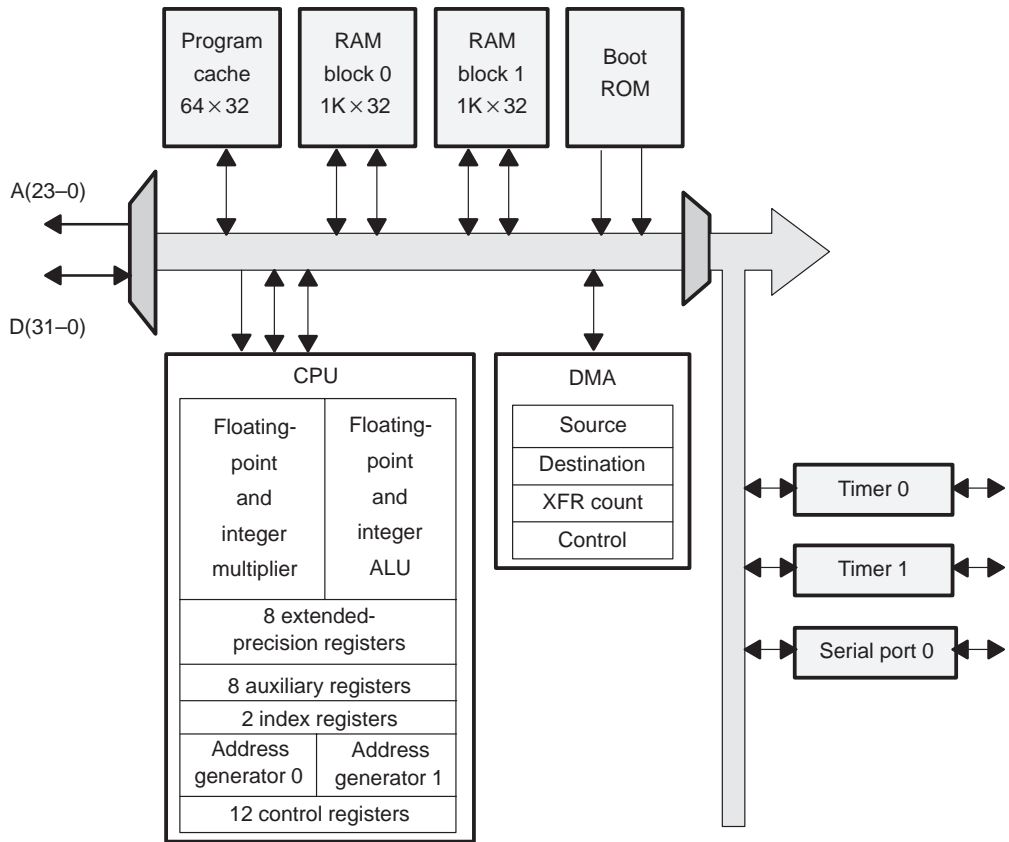 Program
cache
64 × 32
RAM
block 0
1K × 32
RAM
block 1
1K × 32
Boot
ROM
A(23–0)
D(31–0)
CPU
Floating-
point
and
integer
multiplier
Floating-
point
and
integer
ALU
8 extended-
precision registers
8 auxiliary registers
2 index registers
Address
generator 0
Address
generator 1
12 control registers
DMA
Source
Destination
XFR count
Control
Timer 0
Timer 1
Serial port 0